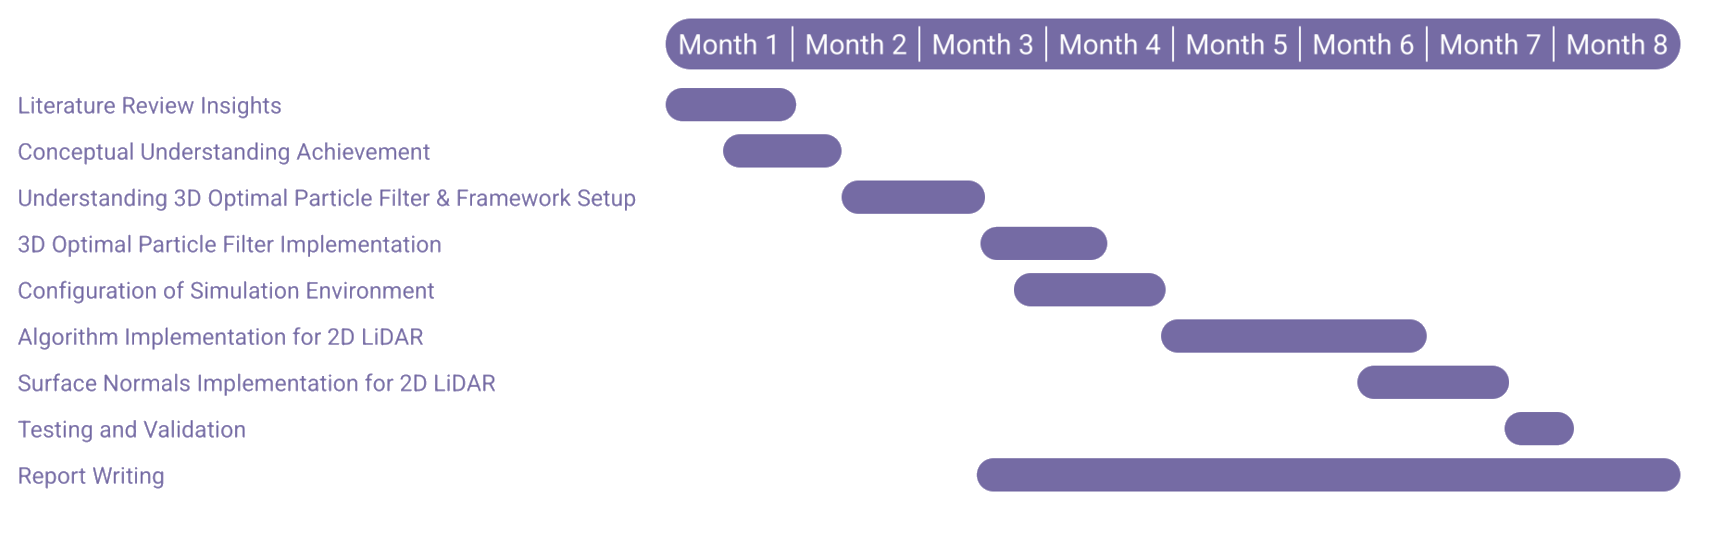 Month 1 Month 2 Month 3 Month 4 Month 5 Month 6 Month 7 Month 8
Literature Review Insights
Conceptual Understanding Achievement
Understanding 3D Optimal Particle Filter & Framework Setup
3D Optimal Particle Filter Implementation
Configuration of Simulation Environment
Algorithm Implementation for 2D LiDAR
Surface Normals Implementation for 2D LiDAR
Testing and Validation
Report Writing